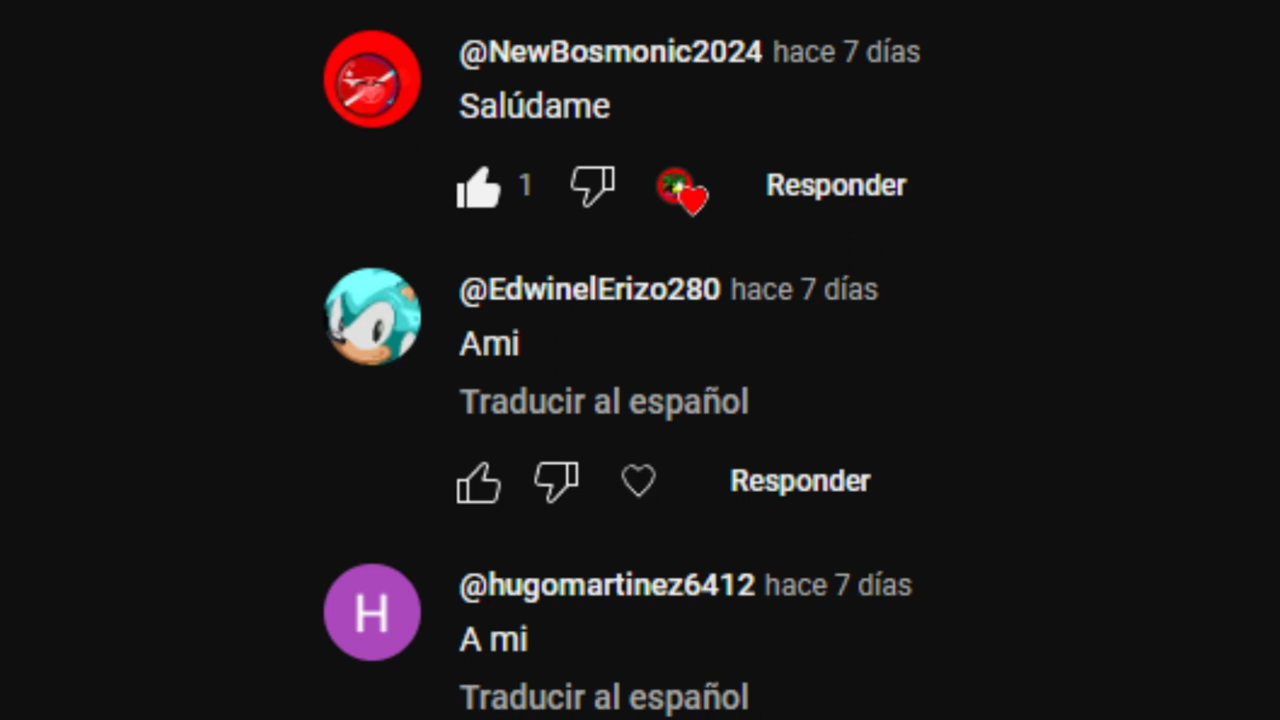 @NewBosmonic2024 hace 7 días
Salúdame
1 Responder
@EdwinelErizo280 hace 7 días
Ami
Traducir al español
Responder
H
@hugomartinez6412 hace 7 días
A mi
Traducir al español